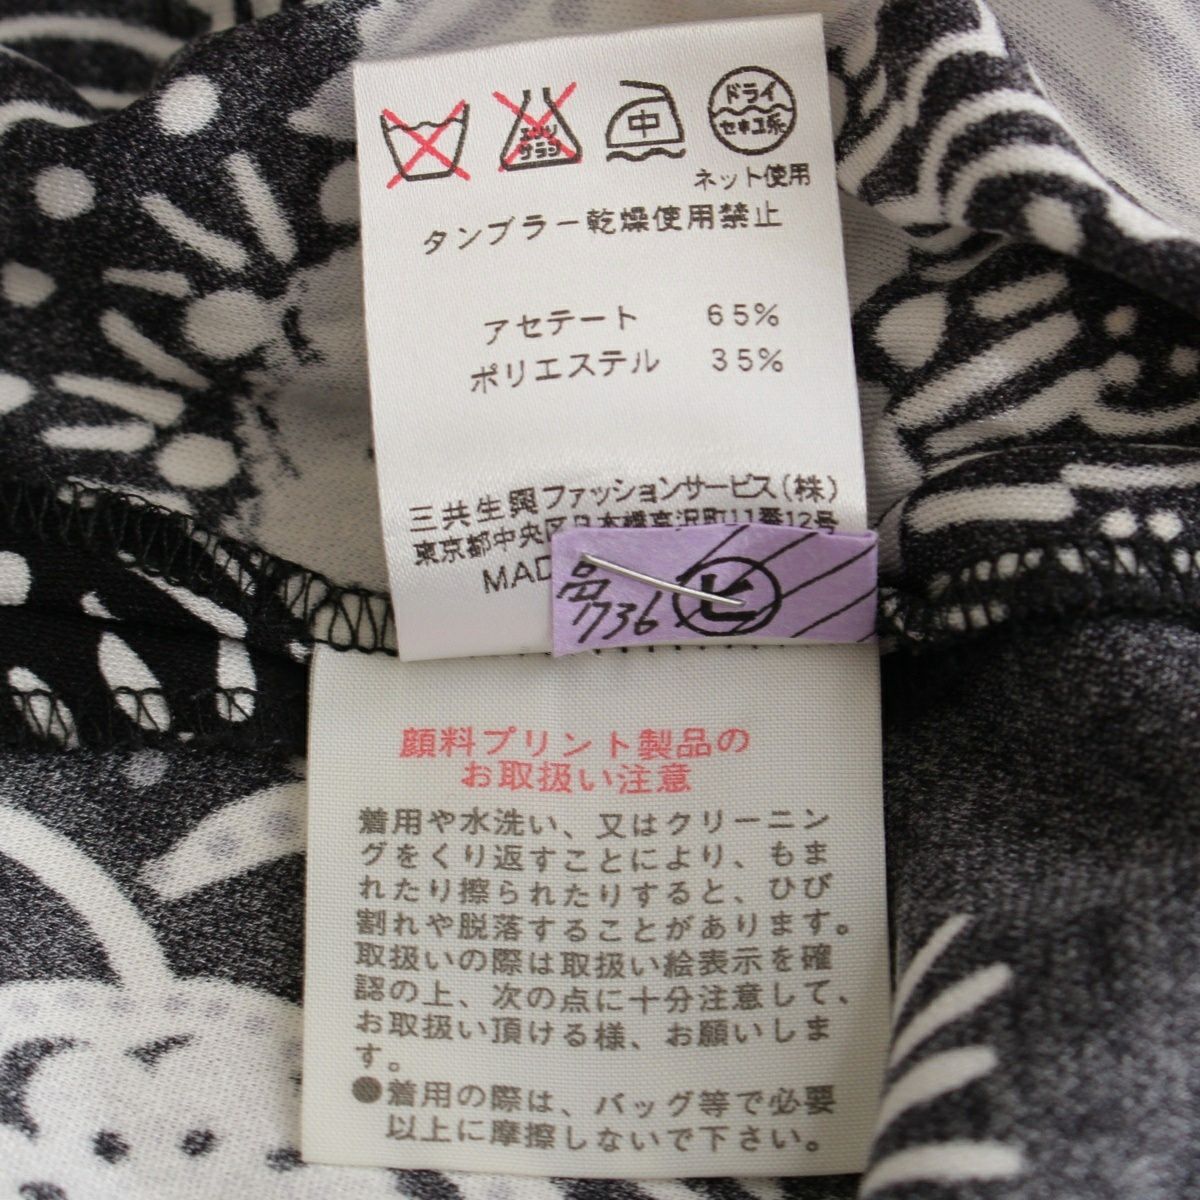 エンソ
サラシ
中
ドライ
セキユ系
ネット使用
タンブラー乾燥使用禁止
アセテート 65%
ポリエステル 35%
三共生興ファッションサービス(株)
東京都中央区日本橋富沢町11番12号
MAD
736
ヒ
顔料プリント製品の
お取扱い注意
着用や水洗い、又はクリーニン
グをくり返すことにより、もま
れたり擦られたりすると、ひび
割れや脱落することがあります。
取扱いの際は取扱い絵表示を確
認の上、次の点に十分注意して、
お取扱い頂ける様、お願いしま
す。
●着用の際は、バッグ等で必要
以上に摩擦しないで下さい。